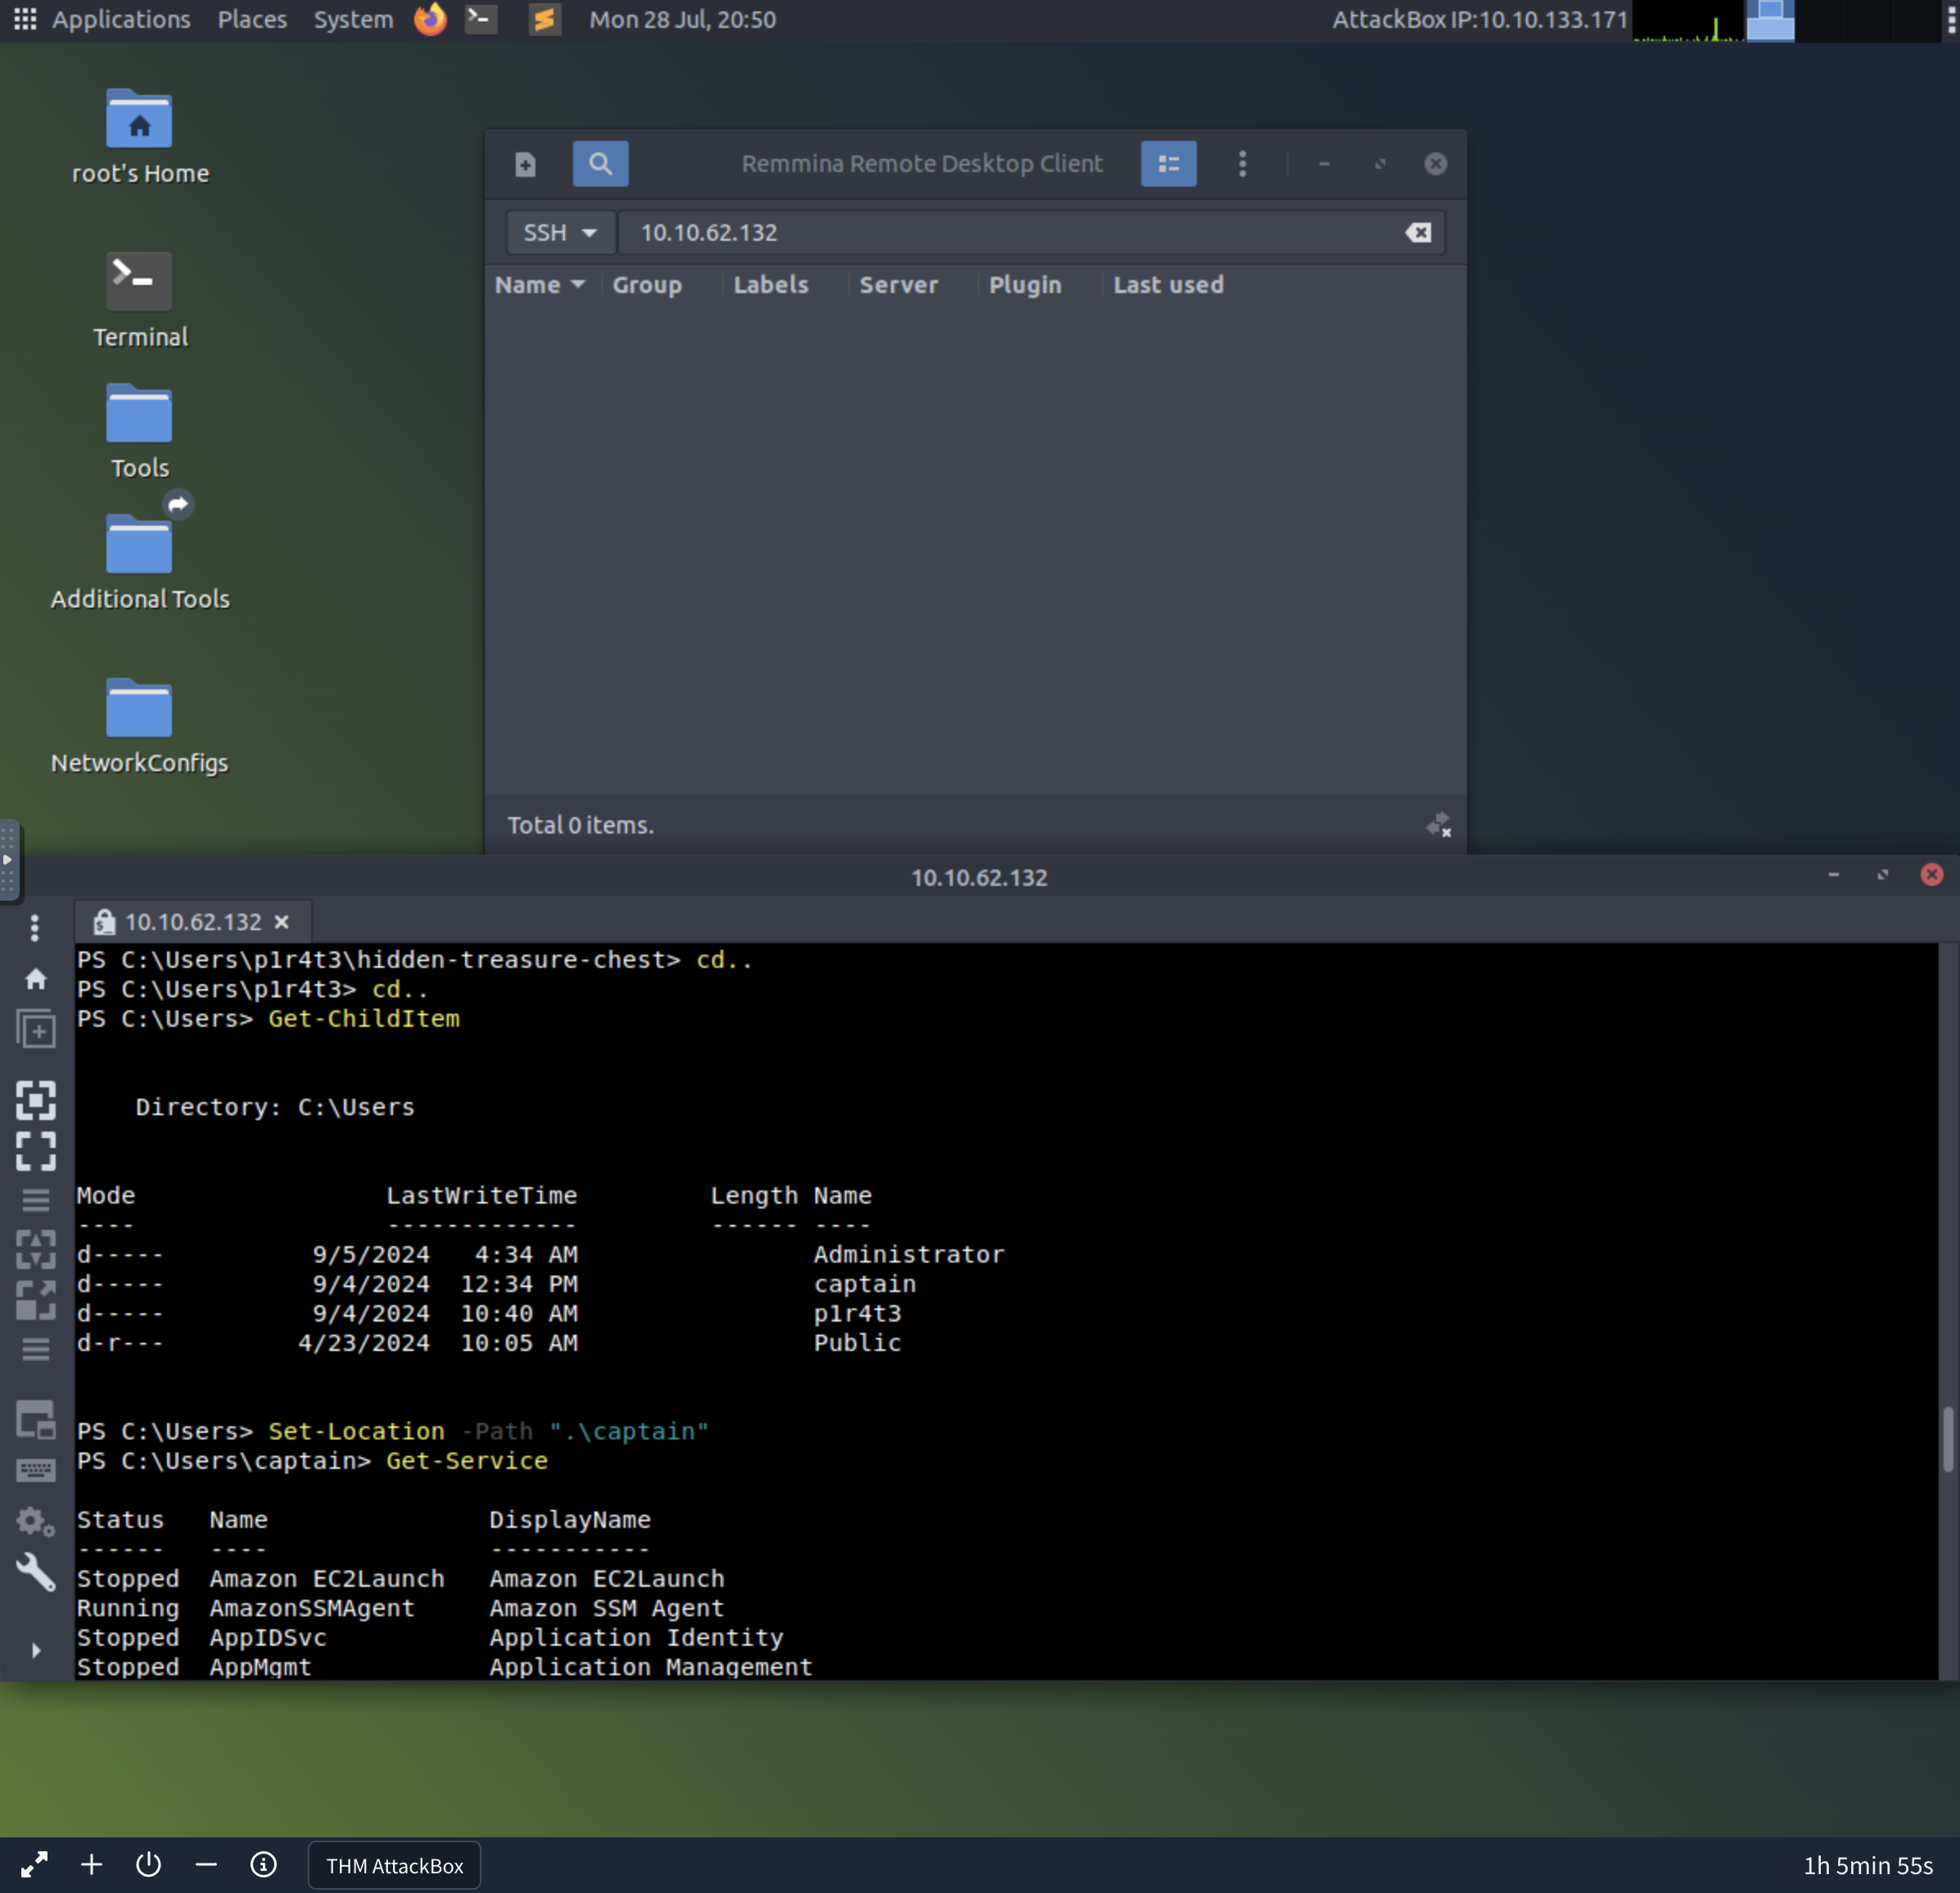 Applications Places System Mon 28 Jul, 20:50 AttackBox IP:10.10.133.171
root's Home
Terminal
Tools
Additional Tools
NetworkConfigs
Remmina Remote Desktop Client
SSH 10.10.62.132
Name Group Labels Server Plugin Last used
Total 0 items.
10.10.62.132
10.10.62.132
PS C:\Users\p1r4t3\hidden-treasure-chest> cd..
PS C:\Users\p1r4t3> cd..
PS C:\Users> Get-ChildItem
    Directory: C:\Users
Mode                 LastWriteTime         Length Name
----                 -------------         ------ ----
d-----          9/5/2024   4:34 AM                Administrator
d-----          9/4/2024  12:34 PM                captain
d-----          9/4/2024  10:40 AM                p1r4t3
d-r---         4/23/2024  10:05 AM                Public
PS C:\Users> Set-Location -Path ".\captain"
PS C:\Users\captain> Get-Service
Status   Name               DisplayName
------   ----               -----------
Stopped  Amazon EC2Launch   Amazon EC2Launch
Running  AmazonSSMAgent     Amazon SSM Agent
Stopped  AppIDSvc           Application Identity
Stopped  AppMgmt            Application Management
THM AttackBox
1h 5min 55s